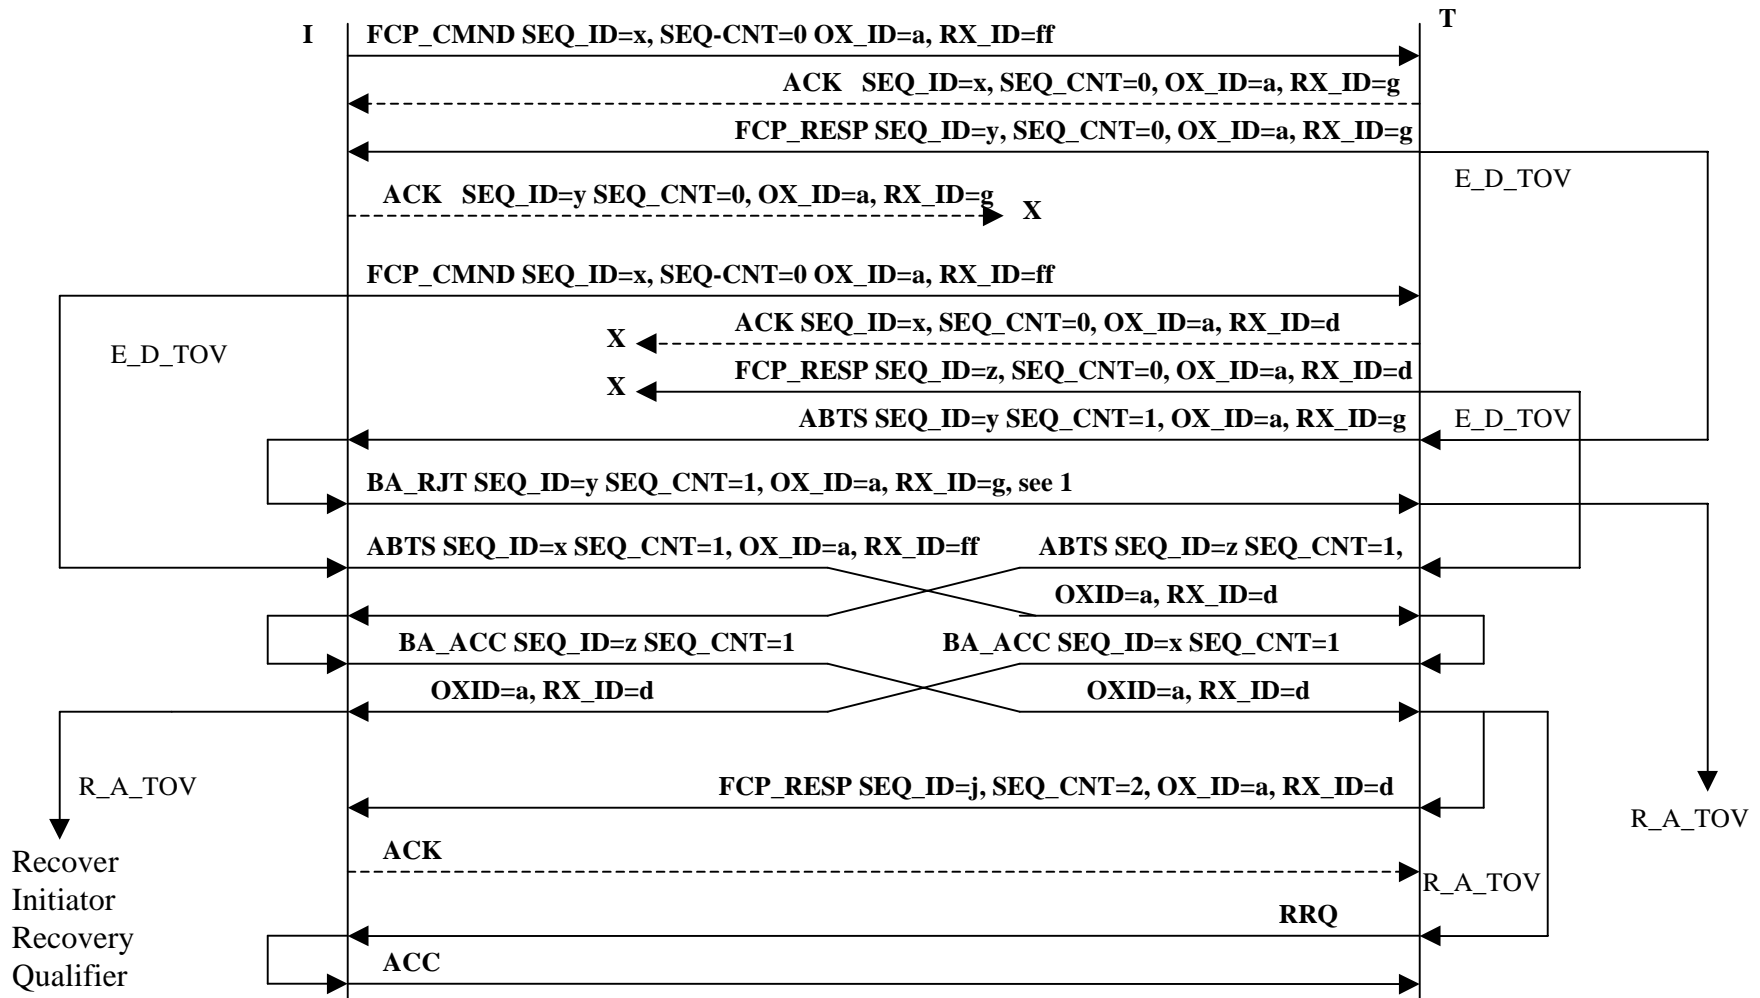 T
I
FCP_CMND SEQ_ID=x, SEQ-CNT=0 OX_ID=a, RX_ID=ff
ACK SEQ_ID=x, SEQ_CNT=0, OX_ID=a, RX_ID=g
FCP_RESP SEQ_ID=y, SEQ_CNT=0, OX_ID=a, RX_ID=g
E_D_TOV
ACK SEQ_ID=y SEQ_CNT=0, OX_ID=a, RX_ID=g
X
FCP_CMND SEQ_ID=x, SEQ-CNT=0 OX_ID=a, RX_ID=ff
ACK SEQ_ID=x, SEQ_CNT=0, OX_ID=a, RX_ID=d
X
E_D_TOV
FCP_RESP SEQ_ID=z, SEQ_CNT=0, OX_ID=a, RX_ID=d
X
ABTS SEQ_ID=y SEQ_CNT=1, OX_ID=a, RX_ID=g
E_D_TOV
BA_RJT SEQ_ID=y SEQ_CNT=1, OX_ID=a, RX_ID=g, see 1
ABTS SEQ_ID=x SEQ_CNT=1, OX_ID=a, RX_ID=ff
ABTS SEQ_ID=z SEQ_CNT=1,
OXID=a, RX_ID=d
BA_ACC SEQ_ID=z SEQ_CNT=1
BA_ACC SEQ_ID=x SEQ_CNT=1
OXID=a, RX_ID=d
OXID=a, RX_ID=d
R_A_TOV
FCP_RESP SEQ_ID=j, SEQ_CNT=2, OX_ID=a, RX_ID=d
R_A_TOV
ACK
R_A_TOV
Recover
Initiator
Recovery
Qualifier
RRQ
ACC